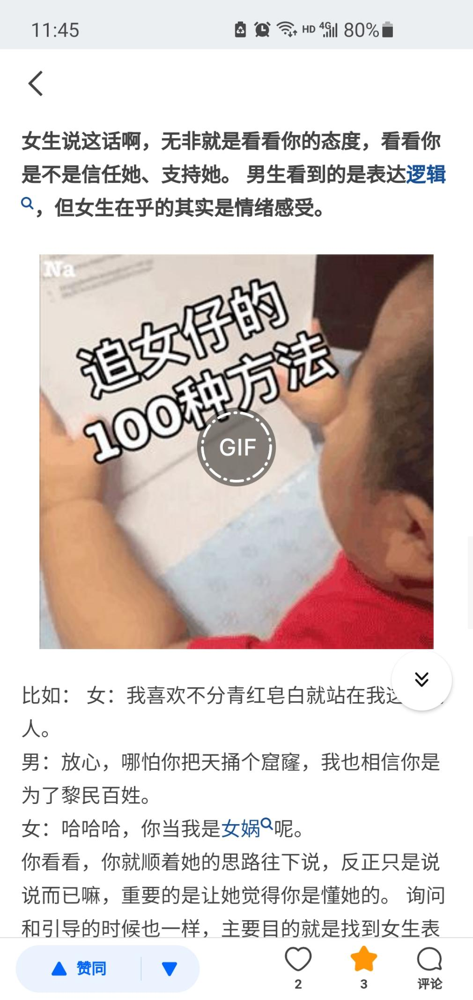 11:45
HD 4G 80%
女生说这话啊，无非就是看看你的态度，看看你
是不是信任她、支持她。 男生看到的是表达逻辑
，但女生在乎的其实是情绪感受。
Na
追女仔的
100种方法
GIF
比如： 女：我喜欢不分青红皂白就站在我这
人。
男：放心，哪怕你把天捅个窟窿，我也相信你是
为了黎民百姓。
女：哈哈哈，你当我是女娲呢。
你看看，你就顺着她的思路往下说，反正只是说
说而已嘛，重要的是让她觉得你是懂她的。 询问
和引导的时候也一样，主要目的就是找到女生表
赞同
2
3
评论